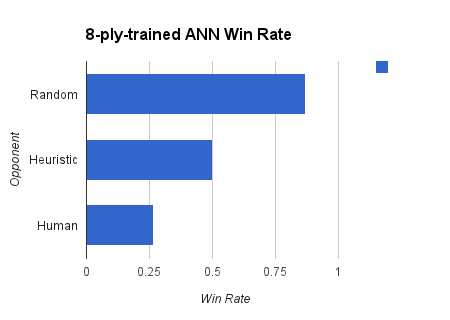 8-ply-trained ANN Win Rate
Opponent
Random
Heuristic
Human
0 0.25 0.5 0.75 1
Win Rate